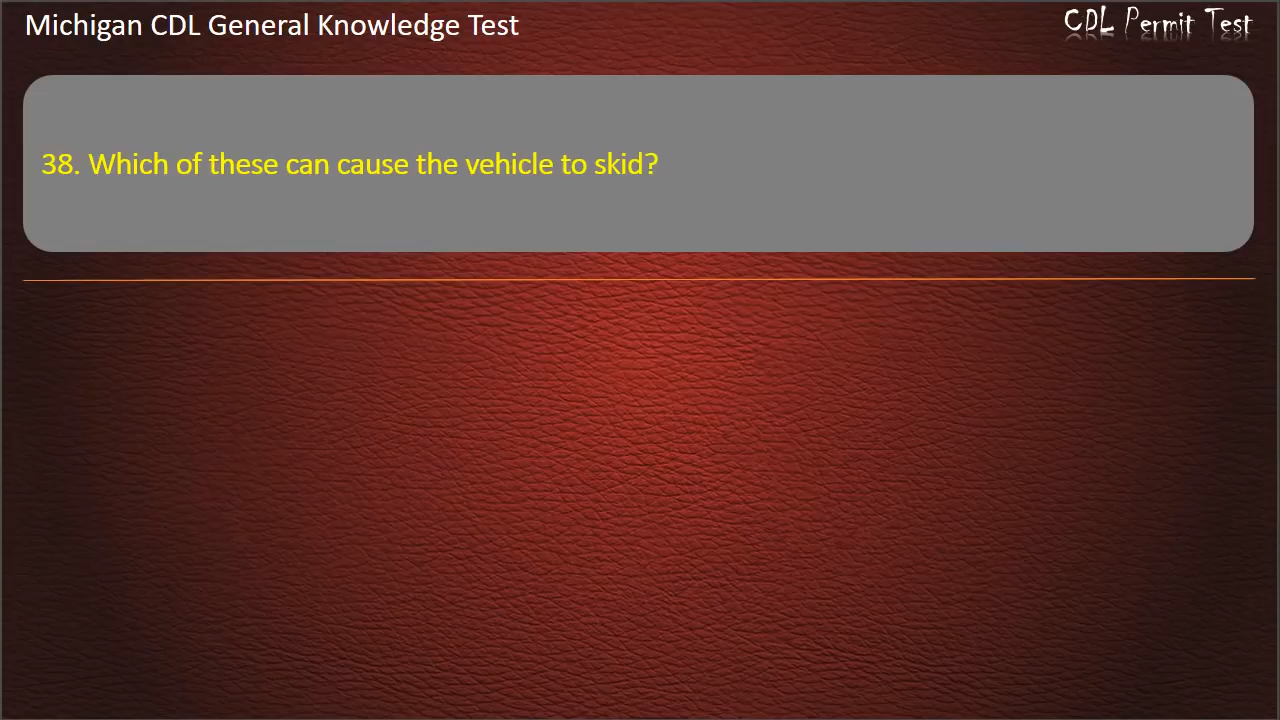 Michigan CDL General Knowledge Test
CDL Permit Test
38. Which of these can cause the vehicle to skid?